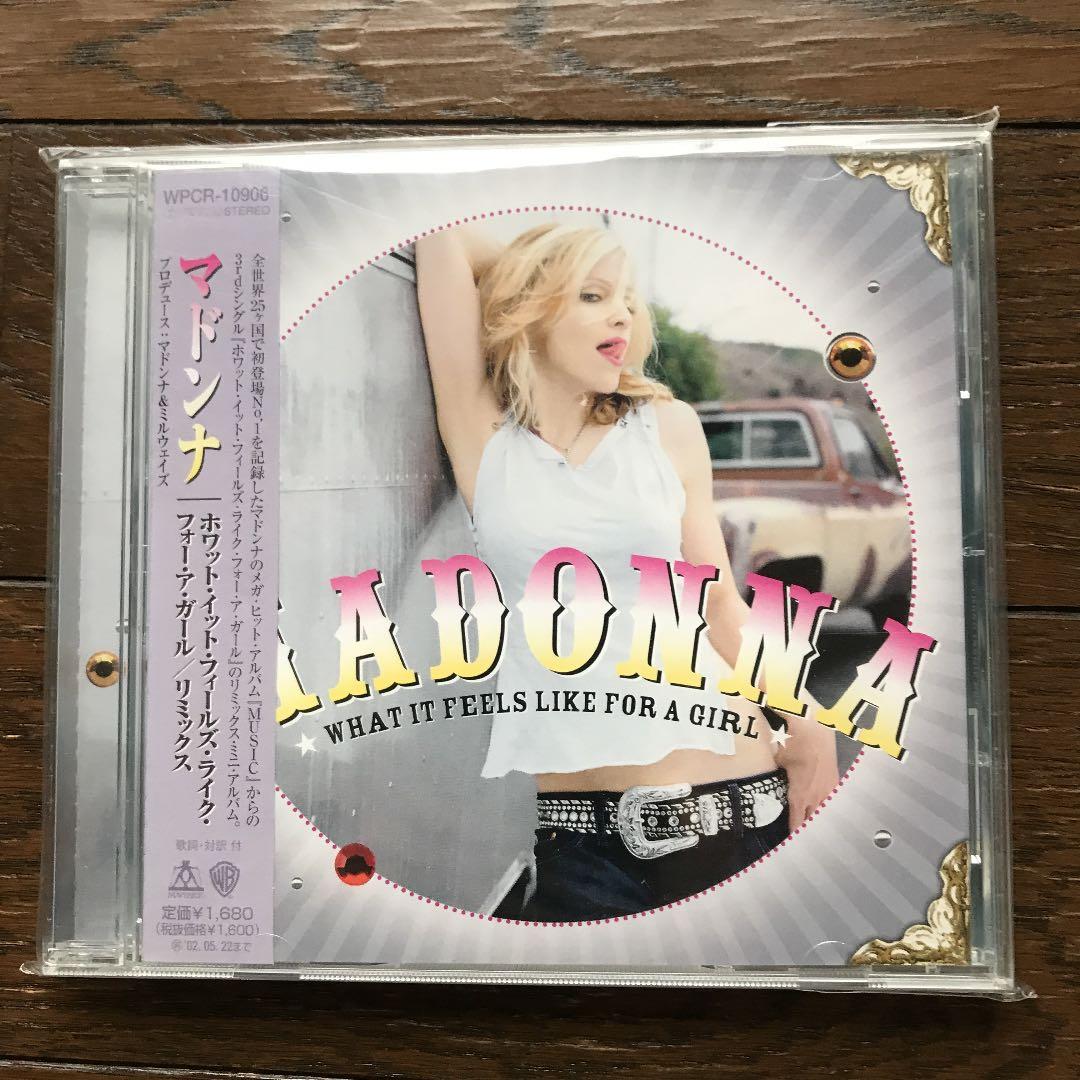 WPCR-10906
STEREO
全世界25ヶ国で初登場No.1を記録したマドンナのメガ・ヒット・アルバム『MUSIC』からの
3rdシングル『ホワット・イット・フィールズ・ライク・フォー・ア・ガール』のリミックス・ミニ・アルバム。
マドンナ
プロデュース：マドンナ&ミルウェイズ
ホワット・イット・フィールズ・ライク・
フォー・ア・ガール／リミックス
歌詞・対訳 付
WB
定価¥1,680
(税抜価格¥1,600)
'02.05.22まで
ADONNA
WHAT IT FEELS LIKE FOR A GIRL